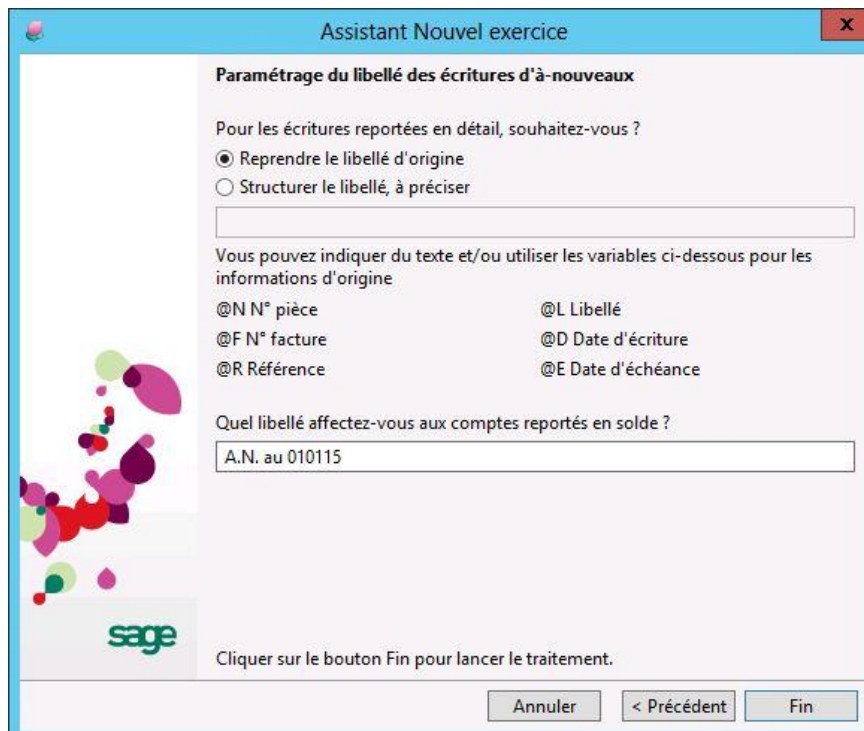 Assistant Nouvel exercice
x
Paramétrage du libellé des écritures d'à-nouveaux
Pour les écritures reportées en détail, souhaitez-vous ?
Reprendre le libellé d'origine
Structurer le libellé, à préciser
Vous pouvez indiquer du texte et/ou utiliser les variables ci-dessous pour les
informations d'origine
@N N° pièce @L Libellé
@F N° facture @D Date d'écriture
@R Référence @E Date d'échéance
Quel libellé affectez-vous aux comptes reportés en solde ?
A.N. au 010115
sage
Cliquer sur le bouton Fin pour lancer le traitement.
Annuler < Précédent Fin